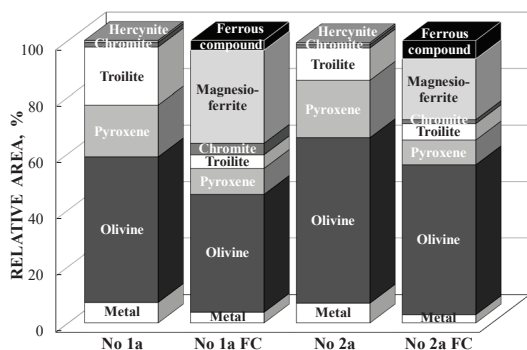 RELATIVE AREA, %
100
80
60
40
20
0
Hercynite
Chromite
Troilite
Pyroxene
Olivine
Metal
No 1a
Ferrous
compound
Magnesio-
ferrite
Chromite
Troilite
Pyroxene
Olivine
Metal
No 1a FC
Hercynite
Chromite
Troilite
Pyroxene
Olivine
Metal
No 2a
Ferrous
compound
Magnesio-
ferrite
Chromite
Troilite
Pyroxene
Olivine
Metal
No 2a FC